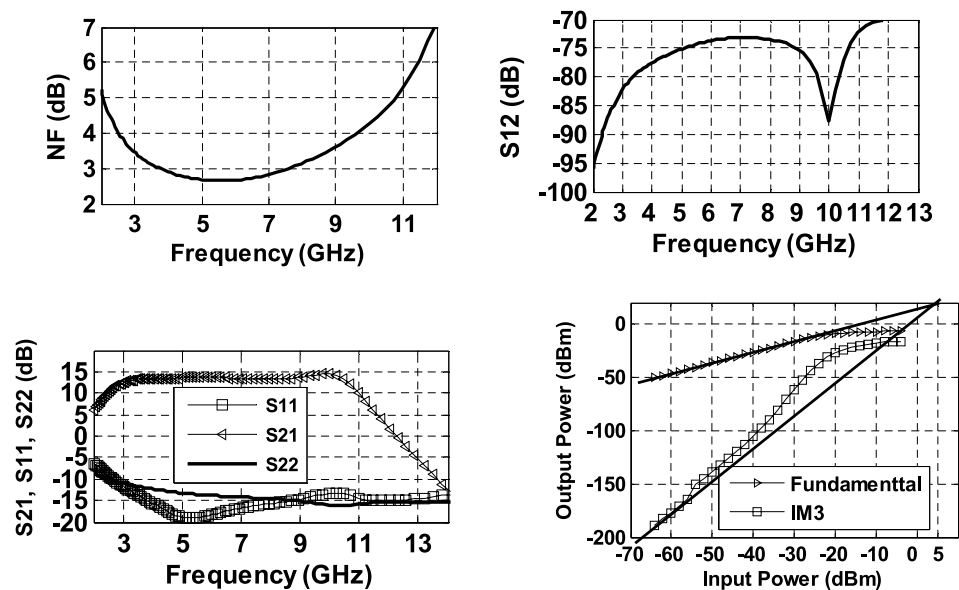 NF (dB)
7
6
5
4
3
2
3 5 7 9 11
Frequency (GHz)
S12 (dB)
-70
-75
-80
-85
-90
-95
-100
2 3 4 5 6 7 8 9 10 11 12 13
Frequency (GHz)
S21, S11, S22 (dB)
15
10
5
0
-5
-10
-15
-20
S11
S21
S22
3 5 7 9 11 13
Frequency (GHz)
Output Power (dBm)
0
-50
-100
-150
-200
Fundamenttal
IM3
-70 -60 -50 -40 -30 -20 -10 0 5
Input Power (dBm)